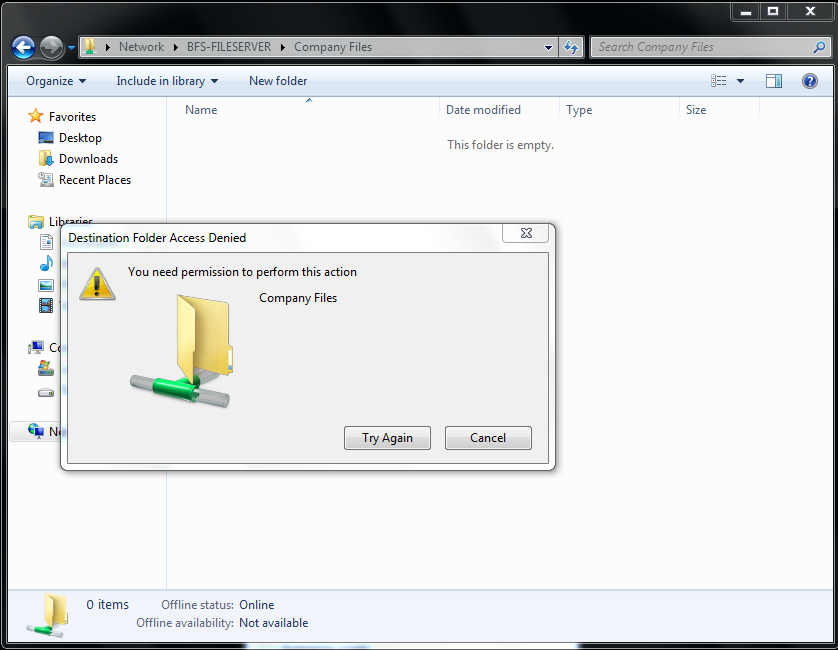 Network ▸ BFS-FILESERVER ▸ Company Files
Search Company Files
Organize Include in library New folder
Name Date modified Type Size
This folder is empty.
Favorites
Desktop
Downloads
Recent Places
Libraries
Destination Folder Access Denied
You need permission to perform this action
Company Files
Try Again Cancel
Co
Ne
0 items Offline status: Online
Offline availability: Not available